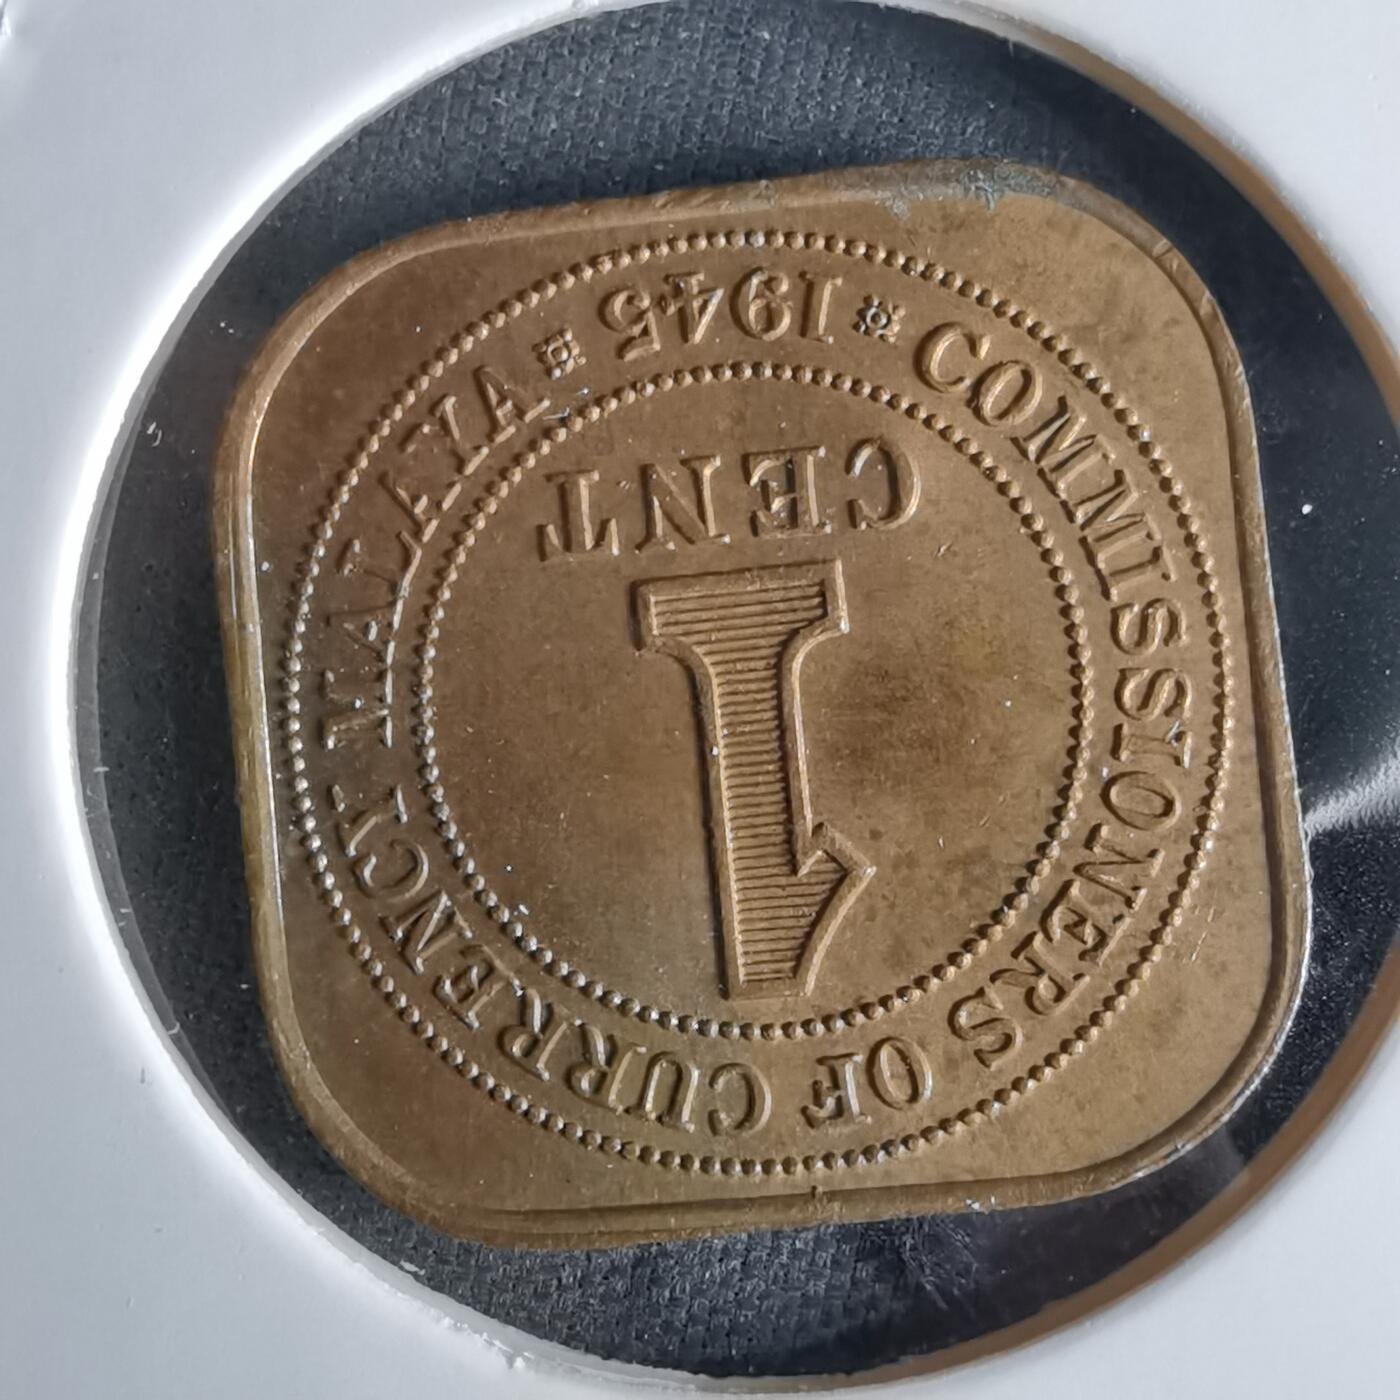 COMMISSIONERS OF CURRENCY MALAYA
1
CENT
1945